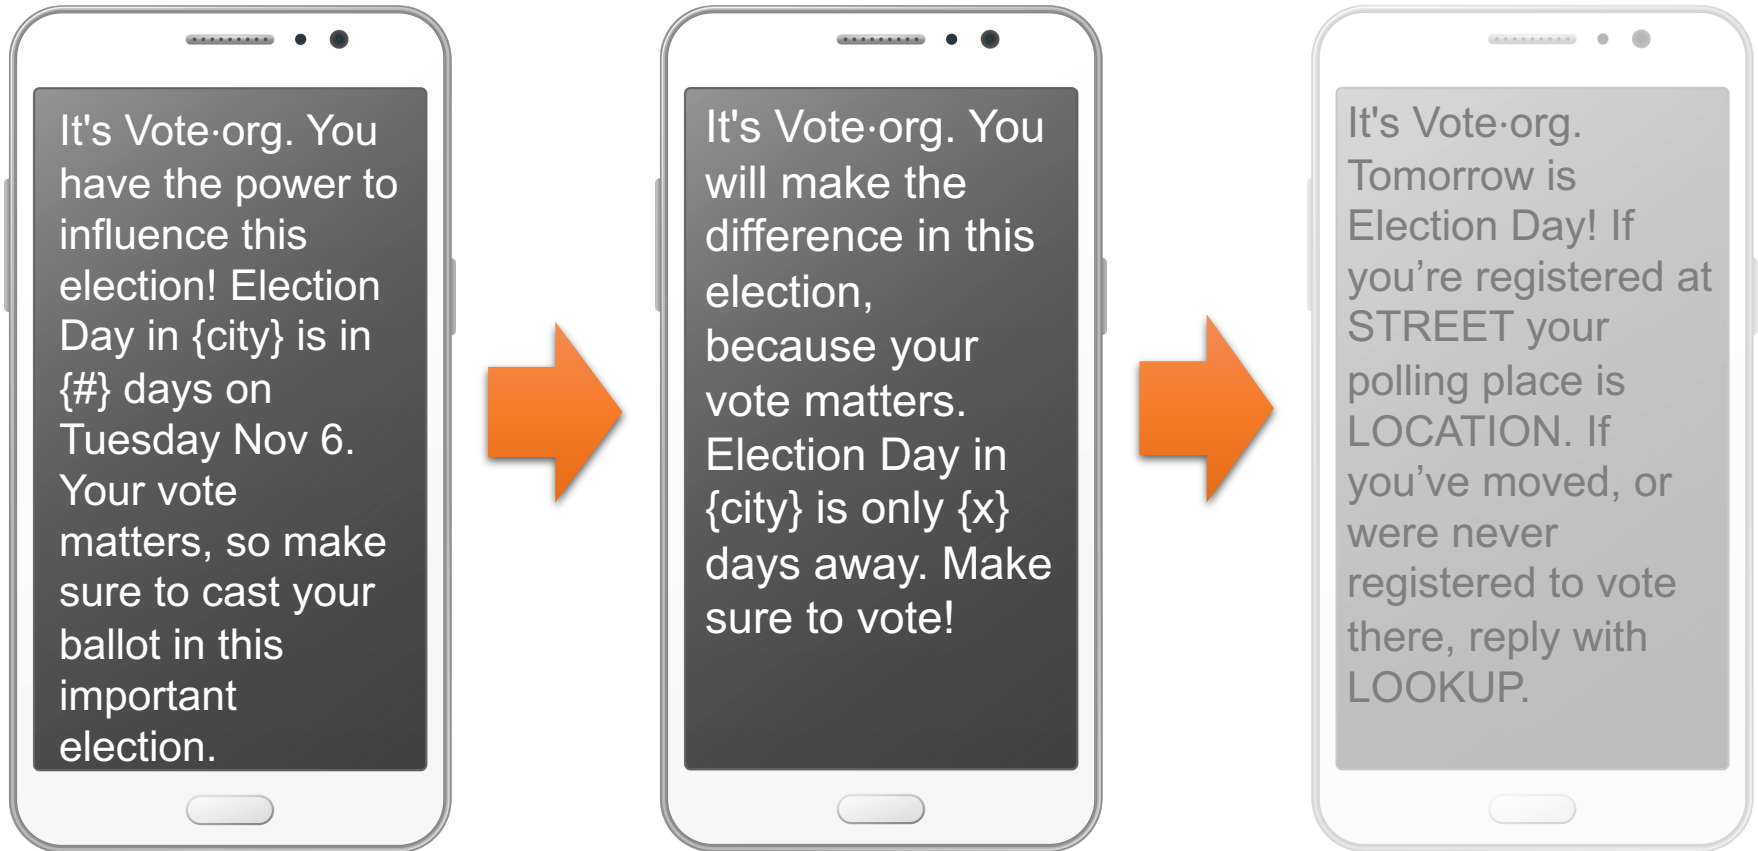 It's Vote·org. You
have the power to
influence this
election! Election
Day in {city} is in
{#} days on
Tuesday Nov 6.
Your vote
matters, so make
sure to cast your
ballot in this
important
election.
It's Vote·org. You
will make the
difference in this
election,
because your
vote matters.
Election Day in
{city} is only {x}
days away. Make
sure to vote!
It's Vote·org.
Tomorrow is
Election Day! If
you’re registered at
STREET your
polling place is
LOCATION. If
you’ve moved, or
were never
registered to vote
there, reply with
LOOKUP.